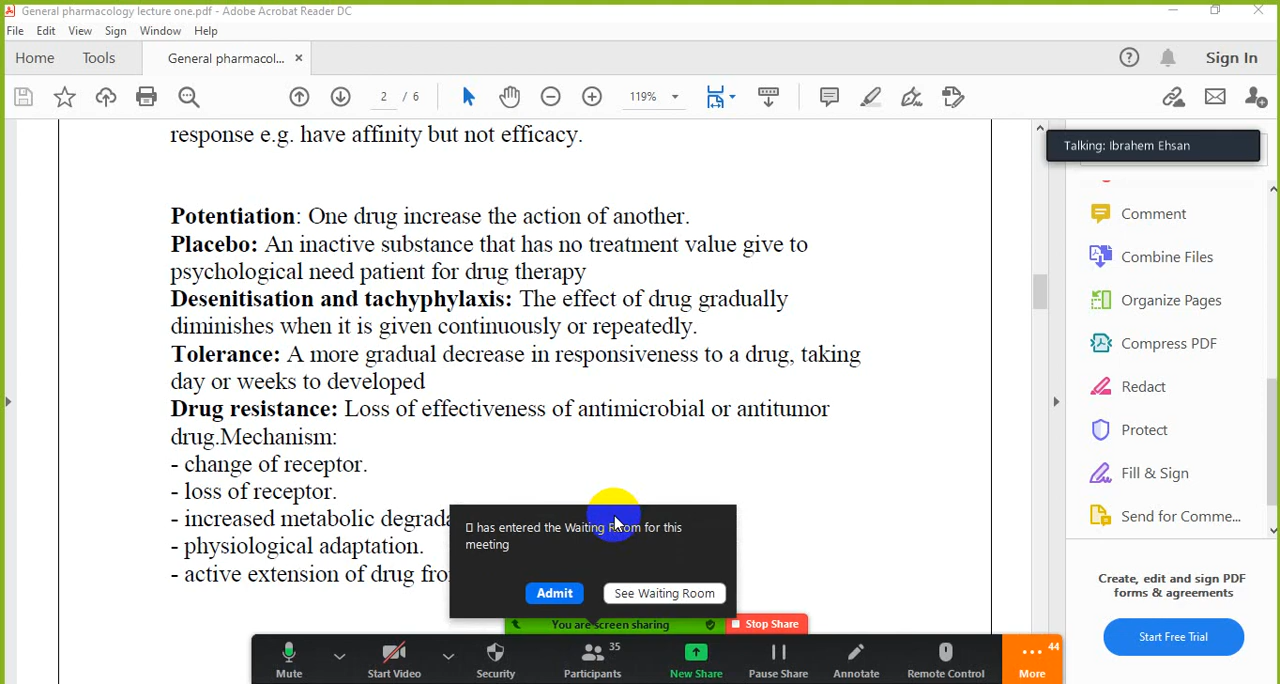 General pharmacology lecture one.pdf - Adobe Acrobat Reader DC
File Edit View Sign Window Help
Home Tools General pharmacol... × Sign In
2 / 6 119%
response e.g. have affinity but not efficacy.
Talking: Ibrahem Ehsan
Potentiation: One drug increase the action of another.
Placebo: An inactive substance that has no treatment value give to
psychological need patient for drug therapy
Desenitisation and tachyphylaxis: The effect of drug gradually
diminishes when it is given continuously or repeatedly.
Tolerance: A more gradual decrease in responsiveness to a drug, taking
day or weeks to developed
Drug resistance: Loss of effectiveness of antimicrobial or antitumor
drug.Mechanism:
- change of receptor.
- loss of receptor.
- increased metabolic
- physiological adaptation.
- active extension of drug
has entered the Waiting Room for this
meeting
Admit See Waiting Room
You are screen sharing Stop Share
Comment
Combine Files
Organize Pages
Compress PDF
Redact
Protect
Fill & Sign
Send for Comme...
Create, edit and sign PDF
forms & agreements
Start Free Trial
35 44
Mute Start Video Security Participants New Share Pause Share Annotate Remote Control More